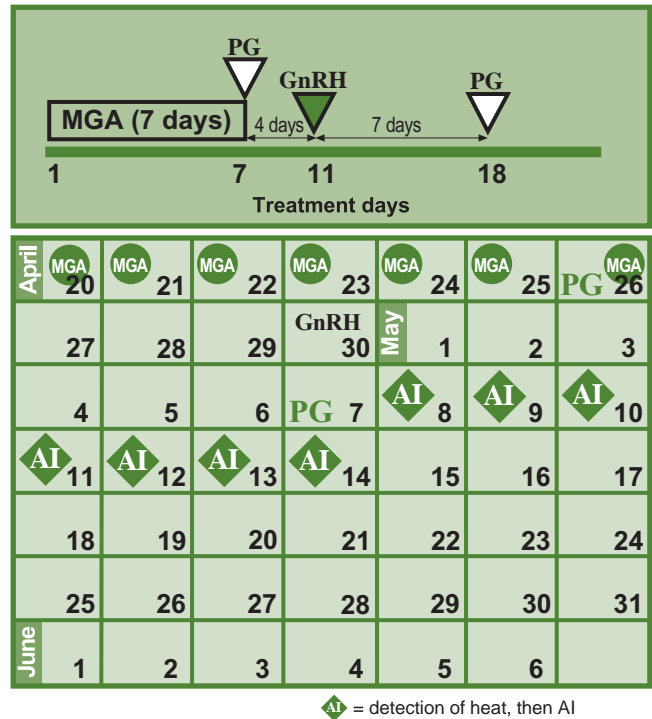 PG
GnRH
PG
MGA (7 days)
4 days
7 days
1 7 11 18
Treatment days
April
MGA 20 MGA 21 MGA 22 MGA 23 MGA 24 MGA 25 PG MGA 26
27 28 29 GnRH 30 May 1 2 3
4 5 6 PG 7 AI 8 AI 9 AI 10
AI 11 AI 12 AI 13 AI 14 15 16 17
18 19 20 21 22 23 24
25 26 27 28 29 30 31
June 1 2 3 4 5 6
AI = detection of heat, then AI